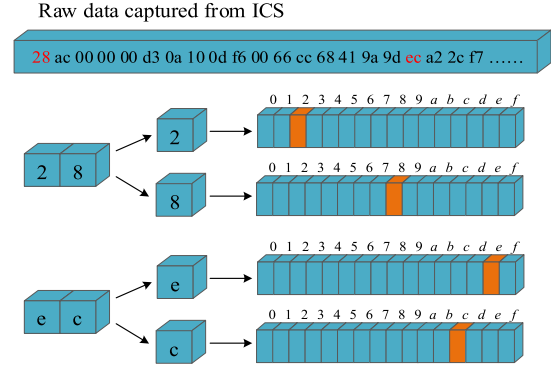 Raw data captured from ICS
28 ac 00 00 00 d3 0a 10 0d f6 00 66 cc 68 41 9a 9d ec a2 2c f7 ……
0 1 2 3 4 5 6 7 8 9 a b c d e f
2
2 8
0 1 2 3 4 5 6 7 8 9 a b c d e f
8
0 1 2 3 4 5 6 7 8 9 a b c d e f
e
e c
0 1 2 3 4 5 6 7 8 9 a b c d e f
c